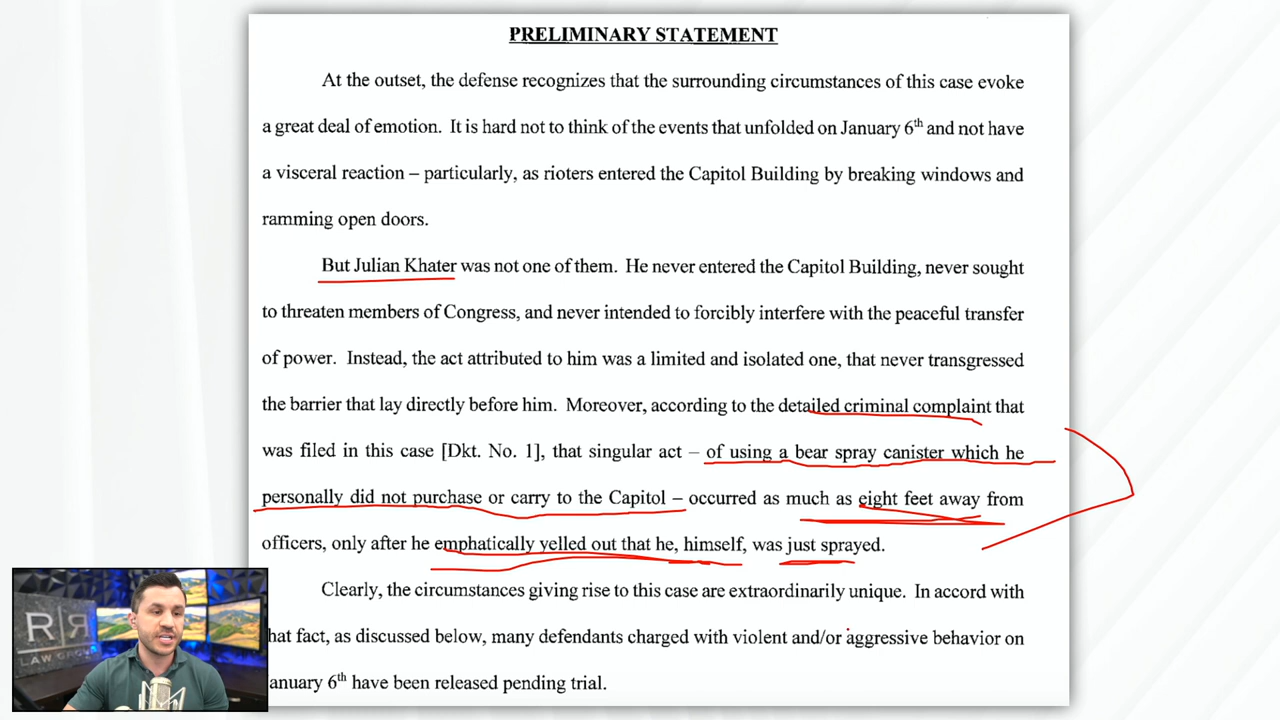 PRELIMINARY STATEMENT
At the outset, the defense recognizes that the surrounding circumstances of this case evoke
a great deal of emotion. It is hard not to think of the events that unfolded on January 6th and not have
a visceral reaction – particularly, as rioters entered the Capitol Building by breaking windows and
ramming open doors.
But Julian Khater was not one of them. He never entered the Capitol Building, never sought
to threaten members of Congress, and never intended to forcibly interfere with the peaceful transfer
of power. Instead, the act attributed to him was a limited and isolated one, that never transgressed
the barrier that lay directly before him. Moreover, according to the detailed criminal complaint that
was filed in this case [Dkt. No. 1], that singular act – of using a bear spray canister which he
personally did not purchase or carry to the Capitol – occurred as much as eight feet away from
officers, only after he emphatically yelled out that he, himself, was just sprayed.
Clearly, the circumstances giving rise to this case are extraordinarily unique. In accord with
hat fact, as discussed below, many defendants charged with violent and/or aggressive behavior on
anuary 6th have been released pending trial.
R|R
LAW GROUP